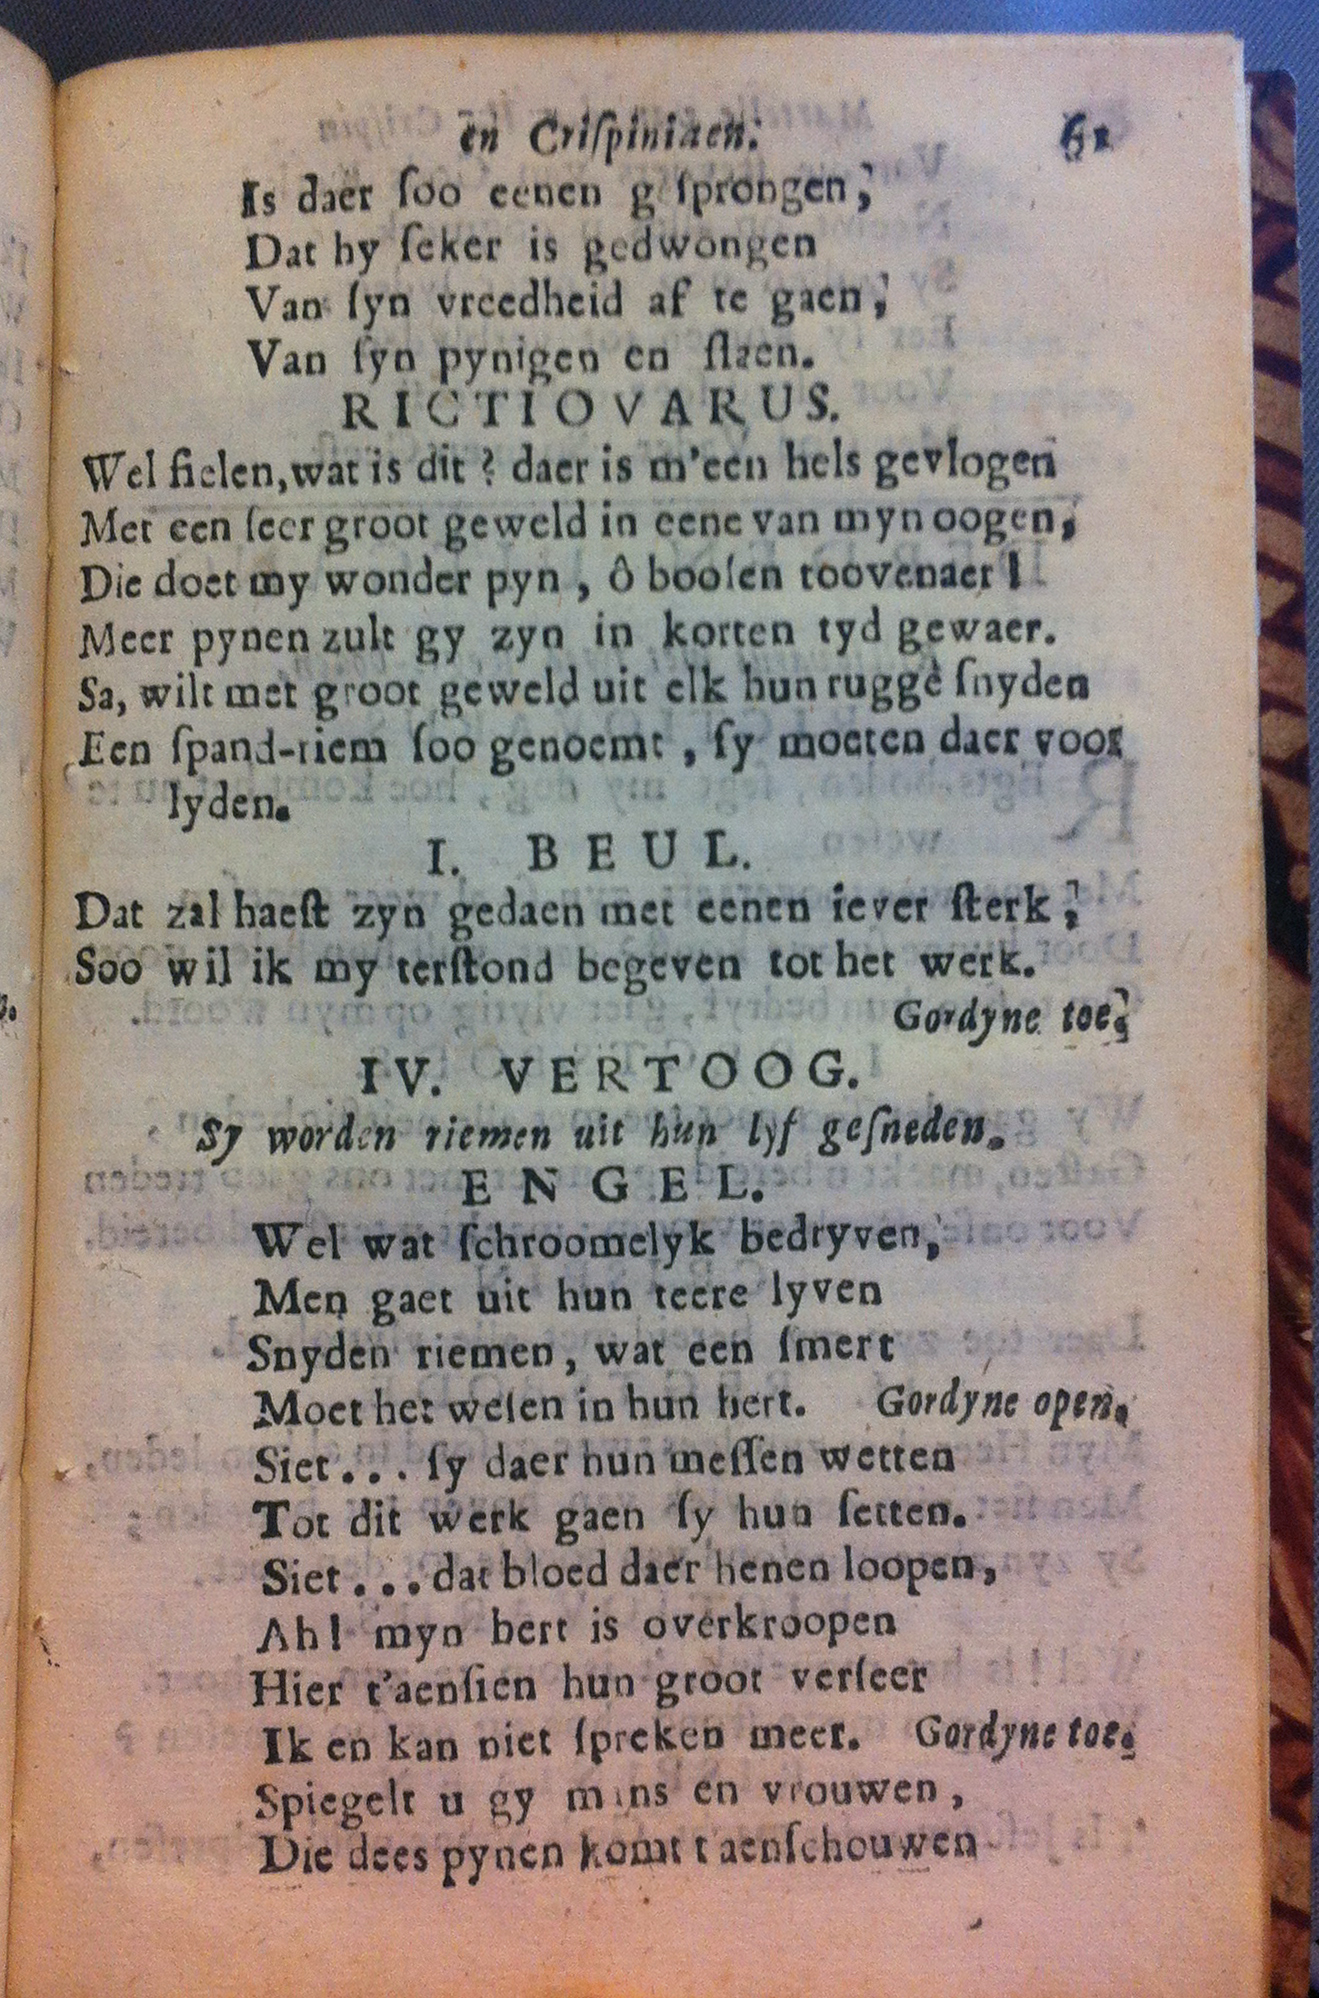 en Criſpiniaen. 61
Is daer ſoo eenen g ſprongen,
Dat hy ſeker is gedwongen
Van ſyn vreedheid af te gaen,
Van ſyn pynigen en ſlaen.
RICTIOVARUS.
Wel fielen, wat is dit ? daer is m'een hels gevlogen
Met een ſeer groot geweld in eene van myn oogen,
Die doet my wonder pyn , ô booſen toovenaer !
Meer pynen zult gy zyn in korten tyd gewaer.
Sa, wilt met groot geweld uit elk hun rugge ſnyden
Een ſpand-riem ſoo genoemt , ſy moeten daer voor
lyden.
I. BEUL.
Dat zal haeſt zyn gedaen met eenen iever ſterk,
Soo wil ik my terſtond begeven tot het werk.
Gordyne toe.
IV. VERTOOG.
Sy worden riemen uit hun lyf geſneden.
ENGEL.
Wel wat ſchroomelyk bedryven,
Men gaet uit hun teere lyven
Snyden riemen, wat een ſmert
Moet het weſen in hun hert. Gordyne open.
Siet... ſy daer hun meſſen wetten
Tot dit werk gaen ſy hun ſetten.
Siet... dat bloed daer henen loopen,
Ah! myn hert is overkroopen
Hier t'aenſien hun groot verſeer
Ik en kan niet ſpreken meer. Gordyne toe.
Spiegelt u gy m ns en vrouwen ,
Die dees pynen komt t aenſchouwen